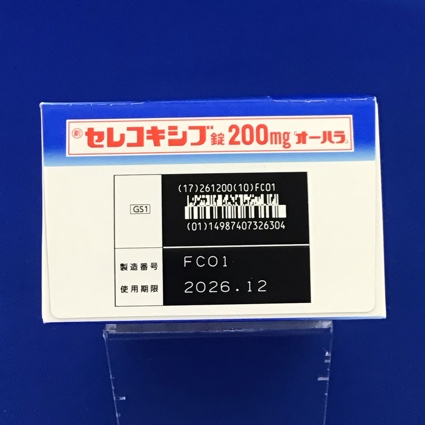 劇 セレコキシブ錠200mg「オーハラ」
(17)261200(10)FC01
GS1
(01)14987407326304
製造番号 FC01
使用期限 2026.12